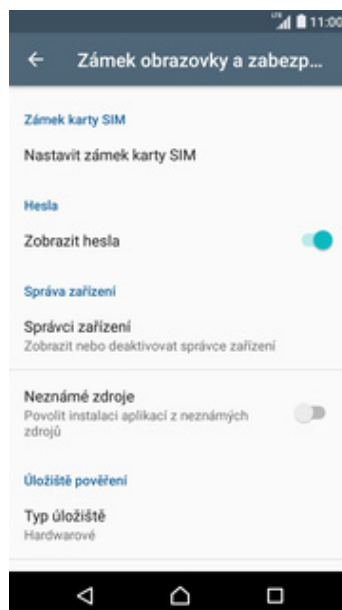 LTE 11:00
Zámek obrazovky a zabezp...
Zámek karty SIM
Nastavit zámek karty SIM
Hesla
Zobrazit hesla
Správa zařízení
Správci zařízení
Zobrazit nebo deaktivovat správce zařízení
Neznámé zdroje
Povolit instalaci aplikací z neznámých
zdrojů
Úložiště pověření
Typ úložiště
Hardwarové